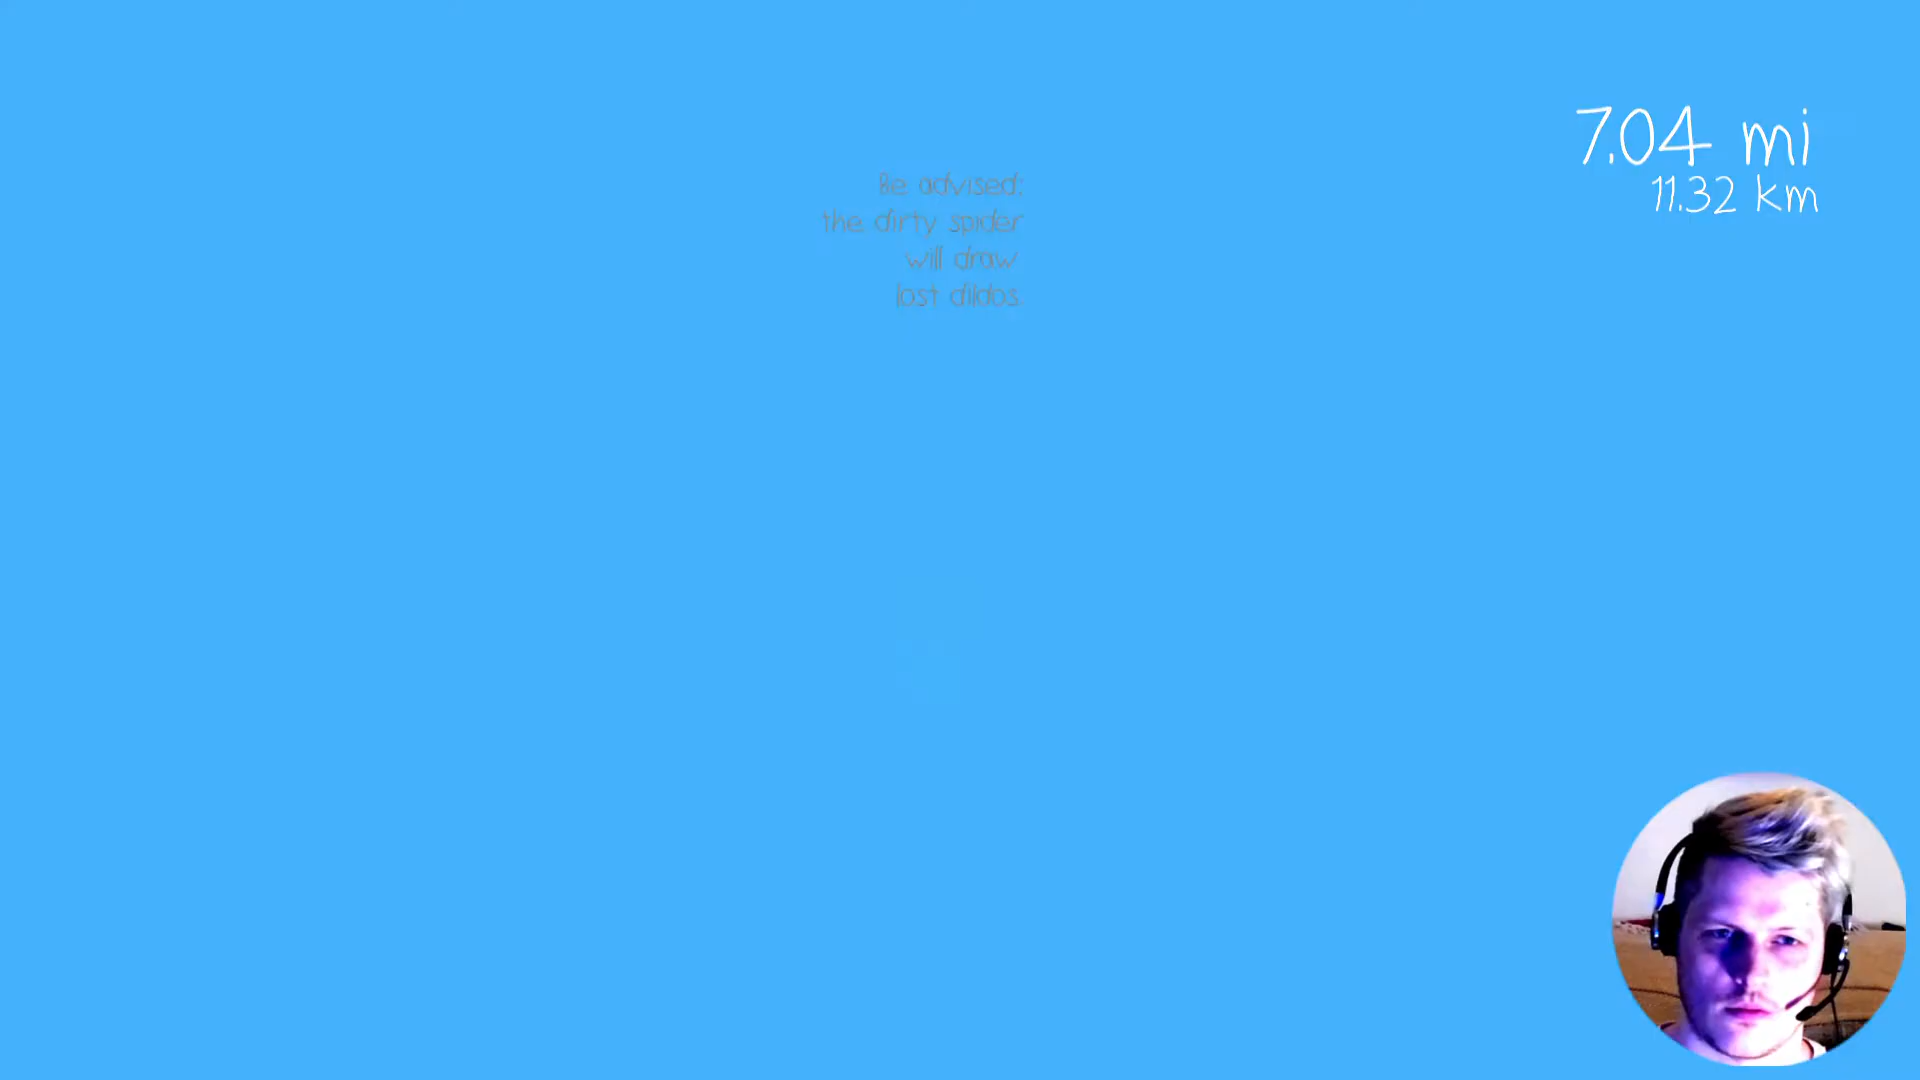 7.04 mi
11.32 km
Be advised:
the dirty spider
will draw
lost dildos.